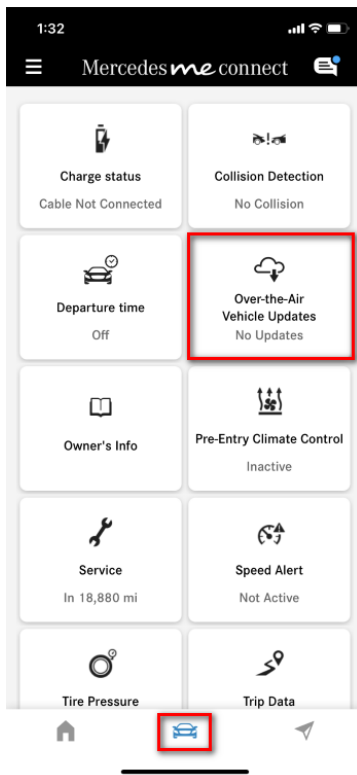 1:32
Mercedes me connect
Charge status
Cable Not Connected
Collision Detection
No Collision
Departure time
Off
Over-the-Air
Vehicle Updates
No Updates
Owner's Info
Pre-Entry Climate Control
Inactive
Service
In 18,880 mi
Speed Alert
Not Active
Tire Pressure
Trip Data